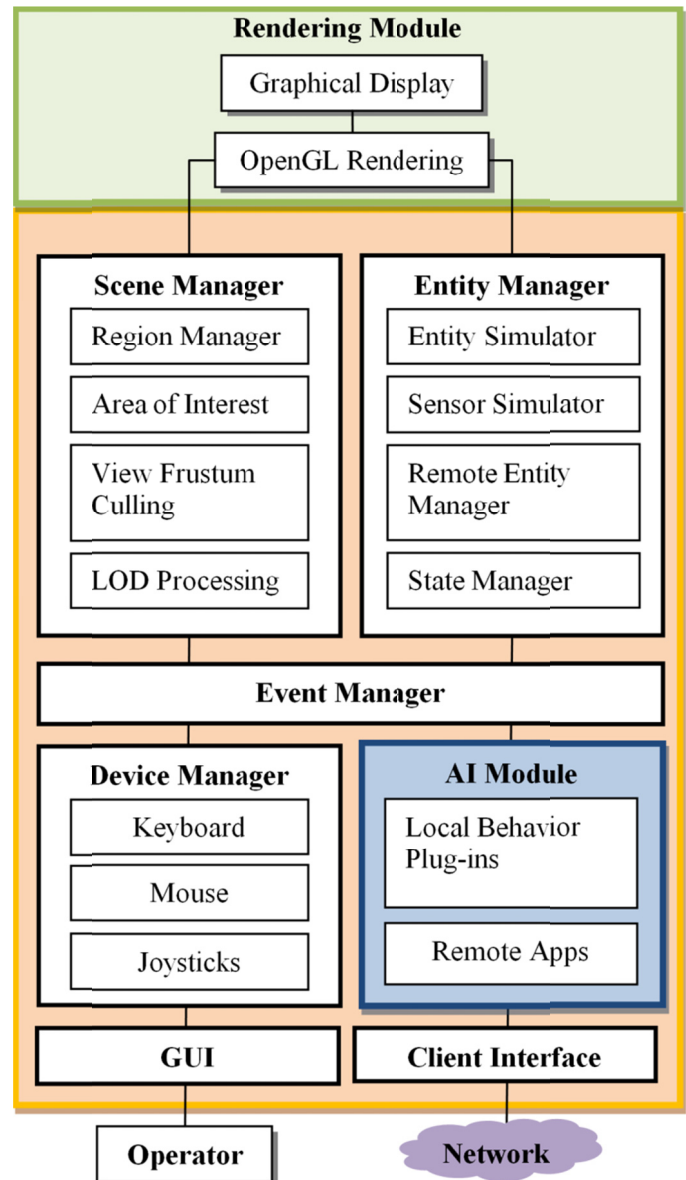 Rendering Module
Graphical Display
OpenGL Rendering
Scene Manager
Region Manager
Area of Interest
View Frustum
Culling
LOD Processing
Entity Manager
Entity Simulator
Sensor Simulator
Remote Entity
Manager
State Manager
Event Manager
Device Manager
Keyboard
Mouse
Joysticks
AI Module
Local Behavior
Plug-ins
Remote Apps
GUI
Client Interface
Operator
Network